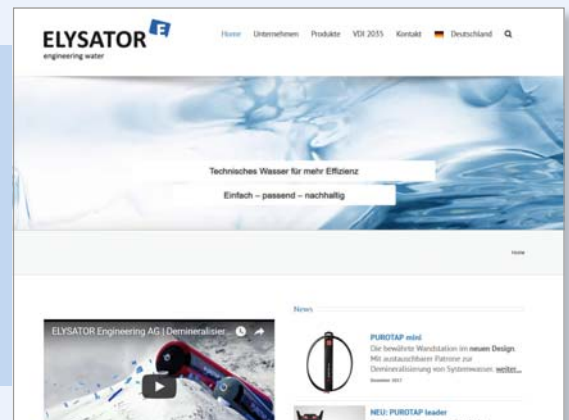 ELYSATOR E
engineering water
Home Unternehmen Produkte VDI 2035 Kontakt Deutschland
Technisches Wasser für mehr Effizienz
Einfach – passend – nachhaltig
Home
News
ELYSATOR Engineering AG | Demineralisier...
PUROTAP mini
Die bewährte Wandstation im neuen Design.
Mit austauschbarer Patrone zur
Demineralisierung von Systemwasser. weiter...
Dezember 2017
NEU: PUROTAP leader